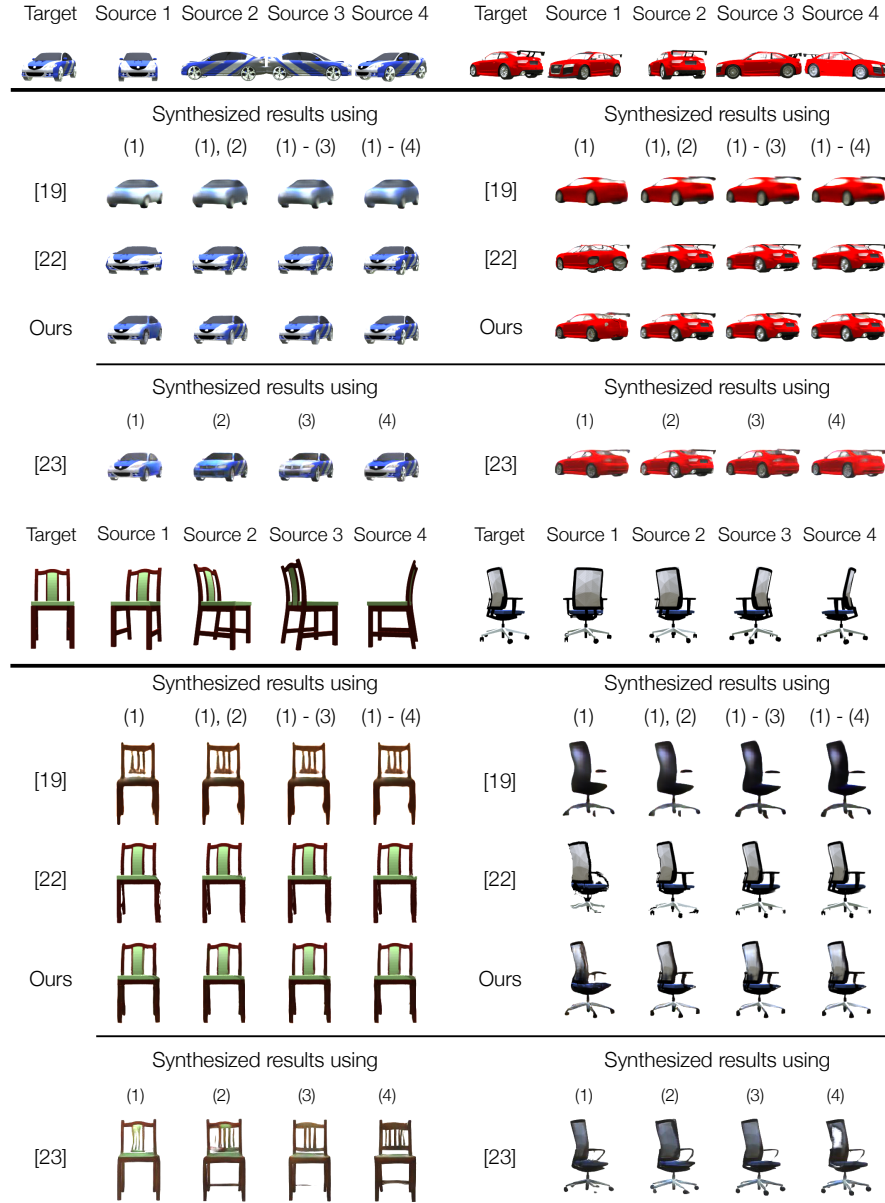 Target Source 1 Source 2 Source 3 Source 4 Target Source 1 Source 2 Source 3 Source 4
Synthesized results using Synthesized results using
(1) (1), (2) (1) - (3) (1) - (4) (1) (1), (2) (1) - (3) (1) - (4)
[19] [19]
[22] [22]
Ours Ours
Synthesized results using Synthesized results using
(1) (2) (3) (4) (1) (2) (3) (4)
[23] [23]
Target Source 1 Source 2 Source 3 Source 4 Target Source 1 Source 2 Source 3 Source 4
Synthesized results using Synthesized results using
(1) (1), (2) (1) - (3) (1) - (4) (1) (1), (2) (1) - (3) (1) - (4)
[19] [19]
[22] [22]
Ours Ours
Synthesized results using Synthesized results using
(1) (2) (3) (4) (1) (2) (3) (4)
[23] [23]